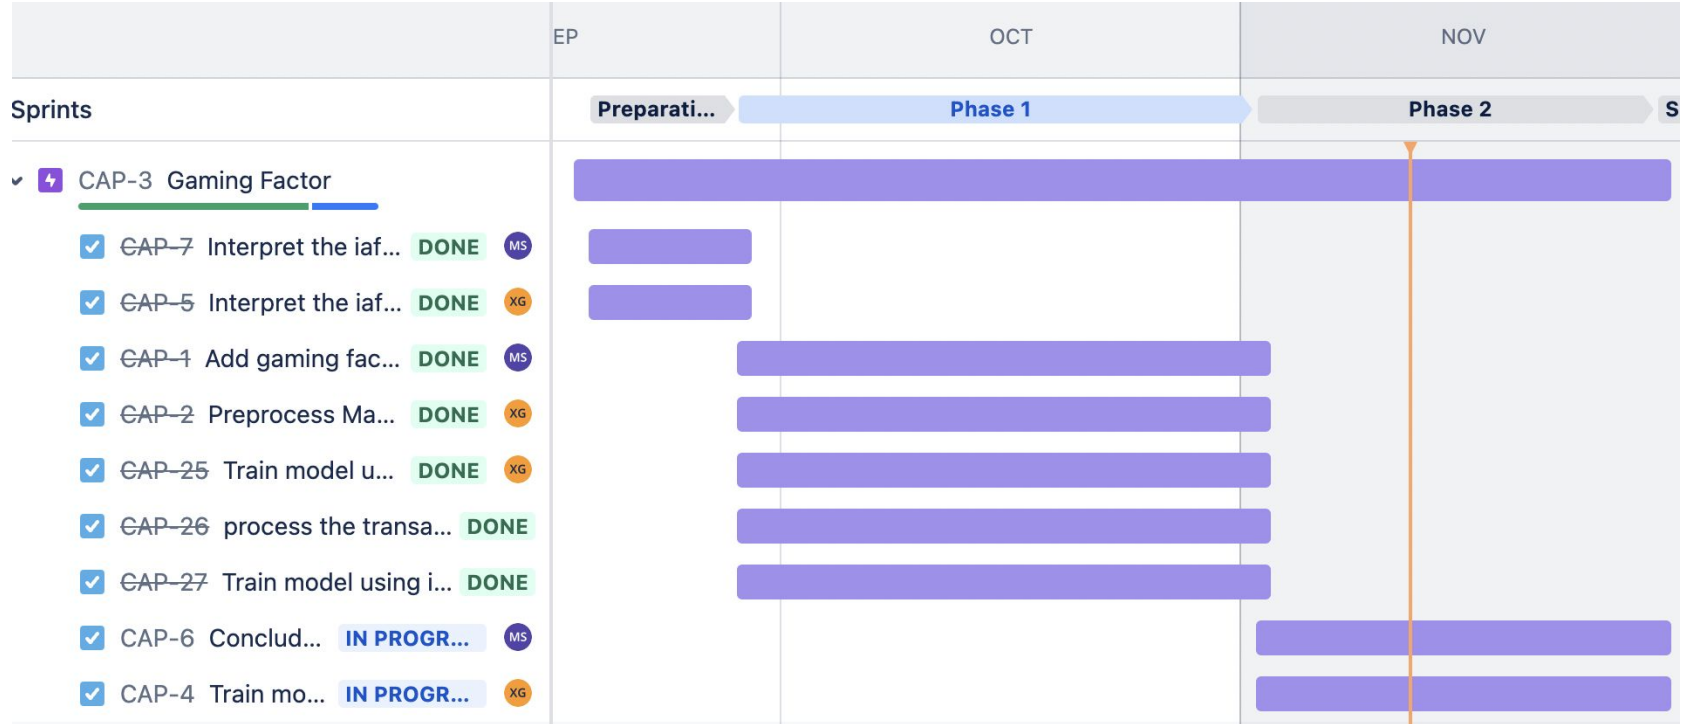 EP OCT NOV
Sprints Preparati... Phase 1 Phase 2 S
CAP-3 Gaming Factor
CAP-7 Interpret the iaf... DONE MS
CAP-5 Interpret the iaf... DONE XG
CAP-1 Add gaming fac... DONE MS
CAP-2 Preprocess Ma... DONE XG
CAP-25 Train model u... DONE XG
CAP-26 process the transa... DONE
CAP-27 Train model using i... DONE
CAP-6 Conclud... IN PROGR... MS
CAP-4 Train mo... IN PROGR... XG